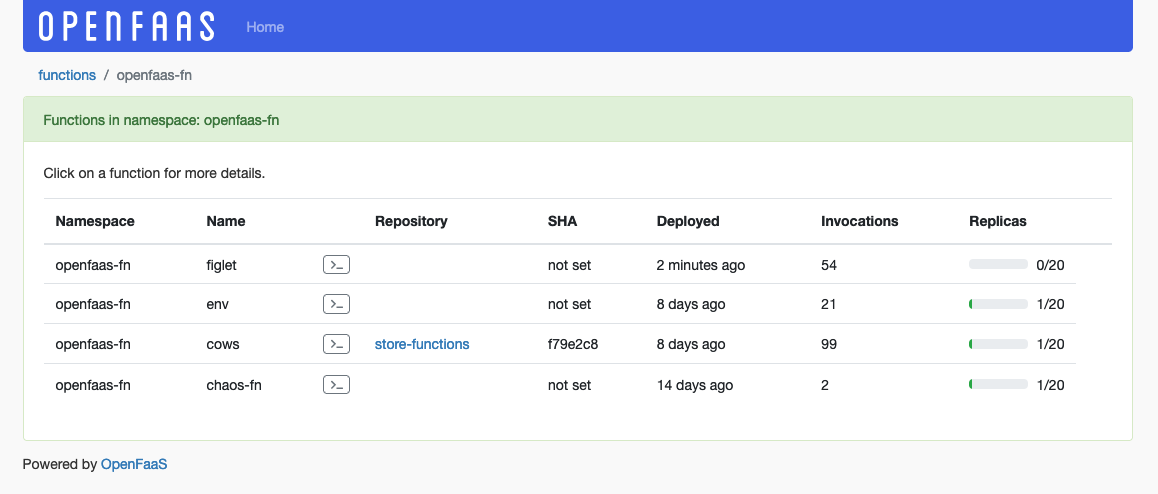 OPENFAAS Home
functions / openfaas-fn
Functions in namespace: openfaas-fn
Click on a function for more details.
Namespace Name Repository SHA Deployed Invocations Replicas
openfaas-fn figlet >_ not set 2 minutes ago 54 0/20
openfaas-fn env >_ not set 8 days ago 21 1/20
openfaas-fn cows >_ store-functions f79e2c8 8 days ago 99 1/20
openfaas-fn chaos-fn >_ not set 14 days ago 2 1/20
Powered by OpenFaaS